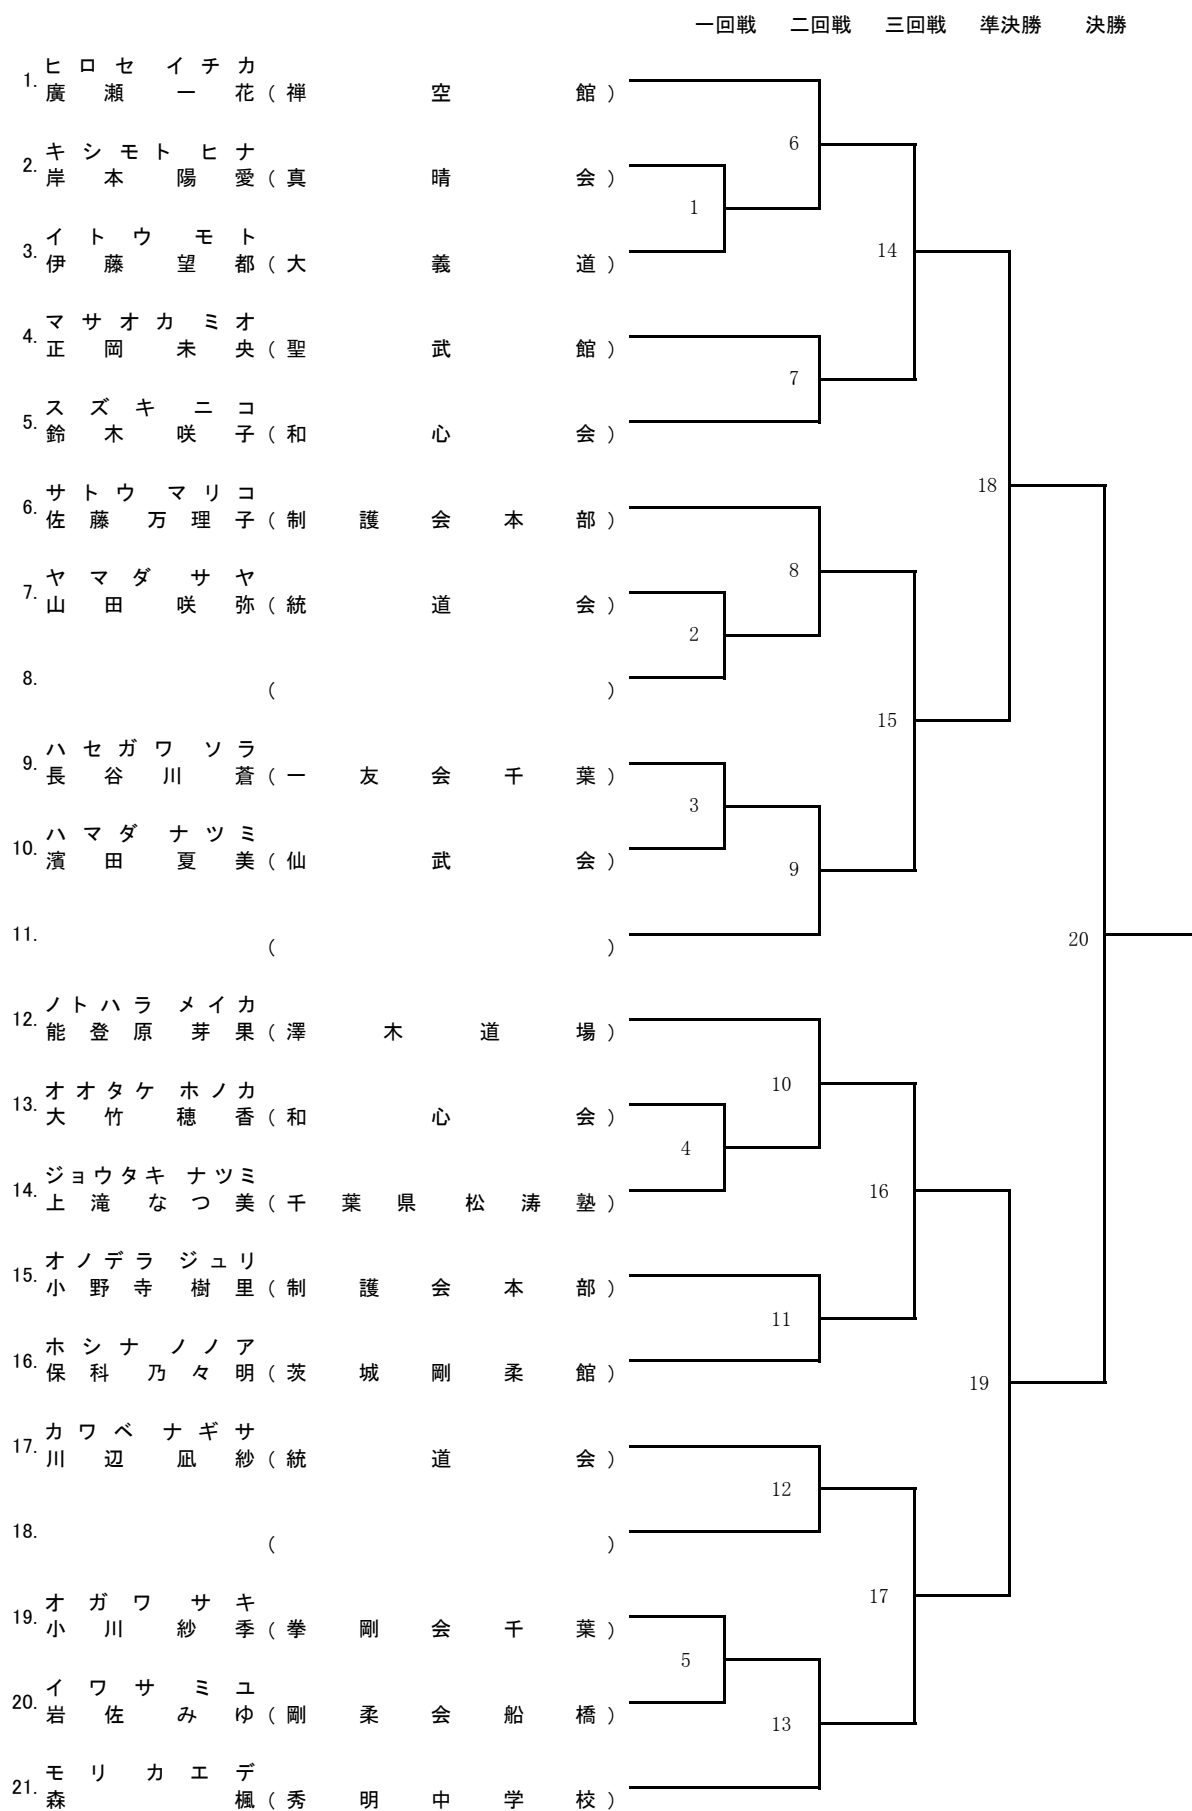 一回戦 二回戦 三回戦 準決勝 決勝
ヒロセ イチカ
1. 廣瀬一花(禅空館)
6
キシモト ヒナ
2. 岸本陽愛(真晴会)
1
イトウ モト
3. 伊藤望都(大義道)
14
マサオカ ミオ
4. 正岡未央(聖武館)
7
スズキ ニコ
5. 鈴木咲子(和心会)
18
サトウ マリコ
6. 佐藤万理子(制護会本部)
8
ヤマダ サヤ
7. 山田咲弥(統道会)
2
8. ( )
15
ハセガワ ソラ
9. 長谷川蒼(一友会千葉)
3
ハマダ ナツミ
10. 濱田夏美(仙武会)
9
11. ( )
20
ノトハラ メイカ
12. 能登原芽果(澤木道場)
10
オオタケ ホノカ
13. 大竹穂香(和心会)
4
ジョウタキ ナツミ
14. 上滝なつ美(千葉県松涛塾)
16
オノデラ ジュリ
15. 小野寺樹里(制護会本部)
11
ホシナ ノノア
16. 保科乃々明(茨城剛柔館)
19
カワベ ナギサ
17. 川辺凪紗(統道会)
12
18. ( )
17
オガワ サキ
19. 小川紗季(拳剛会千葉)
5
イワサ ミユ
20. 岩佐みゆ(剛柔会船橋)
13
モリ カエデ
21. 森楓(秀明中学校)